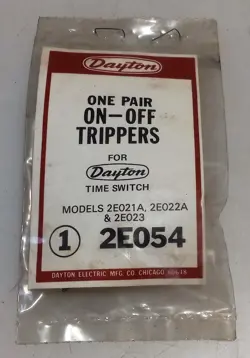 Dayton
ONE PAIR
ON-OFF
TRIPPERS
FOR
Dayton
TIME SWITCH
MODELS 2E021A, 2E022A
& 2E023
1 2E054
DAYTON ELECTRIC MFG CO CHICAGO